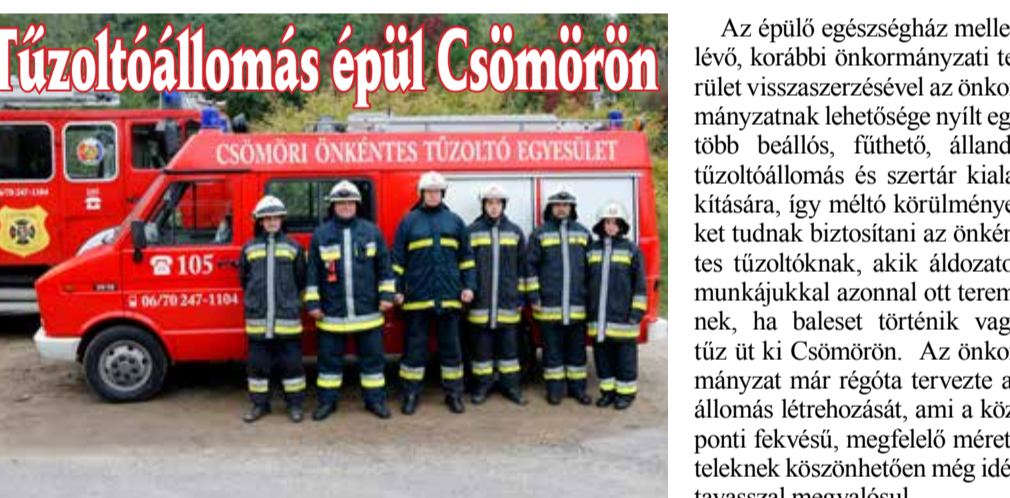 Tűzoltóállomás épül Csömörön
CSÖMÖRI ÖNKÉNTES TŰZOLTÓ EGYESÜLET
105
06/70 247-1104
Az épülő egészségház melle
lévő, korábbi önkormányzati te
rület visszaszerzésével az önkor
mányzatnak lehetősége nyílt eg
több beállós, fűthető, álland
tűzoltóállomás és szertár kiala
kítására, így méltó körülménye
ket tudnak biztosítani az önkén
tes tűzoltóknak, akik áldozato
munkájukkal azonnal ott terem
nek, ha baleset történik vag
tűz üt ki Csömörön. Az önkor
mányzat már régóta tervezte a
állomás létrehozását, ami a köz
ponti fekvésű, megfelelő méret
teleknek köszönhetően még idé
tavasszal megvalósul